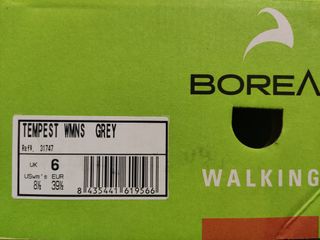 BOREA
TEMPEST WMNS GREY
Ref%. 31747
UK 6
USwm's EUR
8½ 39½
8 435441 619566
WALKING